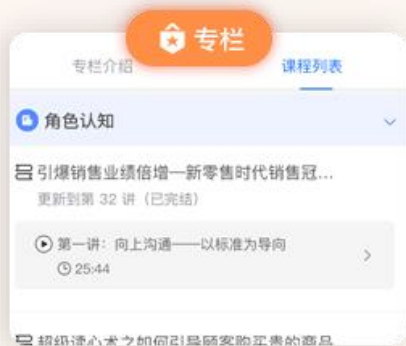 专栏
专栏介绍 课程列表
角色认知
引爆销售业绩倍增—新零售时代销售冠...
更新到第 32 讲（已完结）
第一讲：向上沟通——以标准为导向
25:44
超级读心术之如何引导顾客购买贵的商品